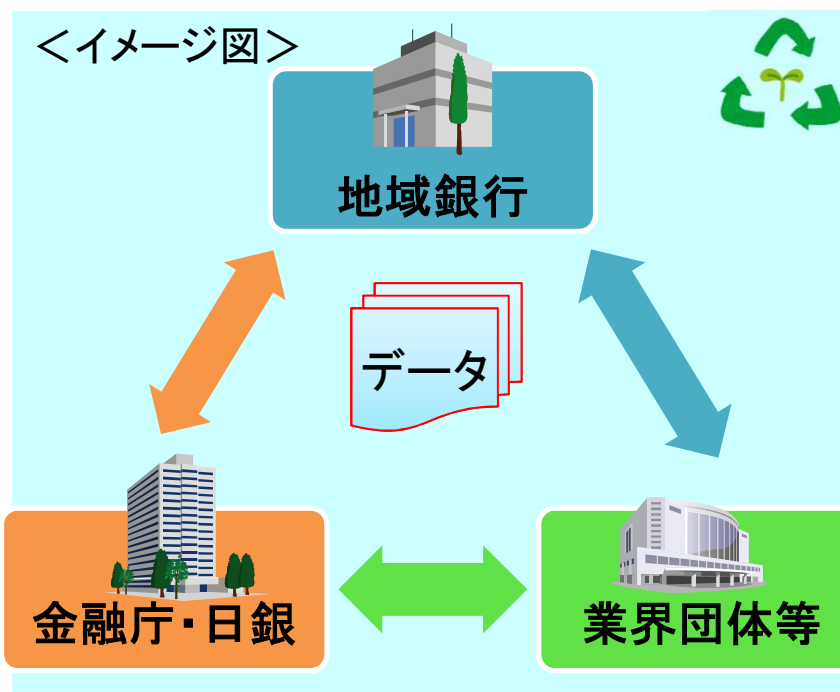 ＜イメージ図＞
地域銀行
データ
金融庁・日銀
業界団体等